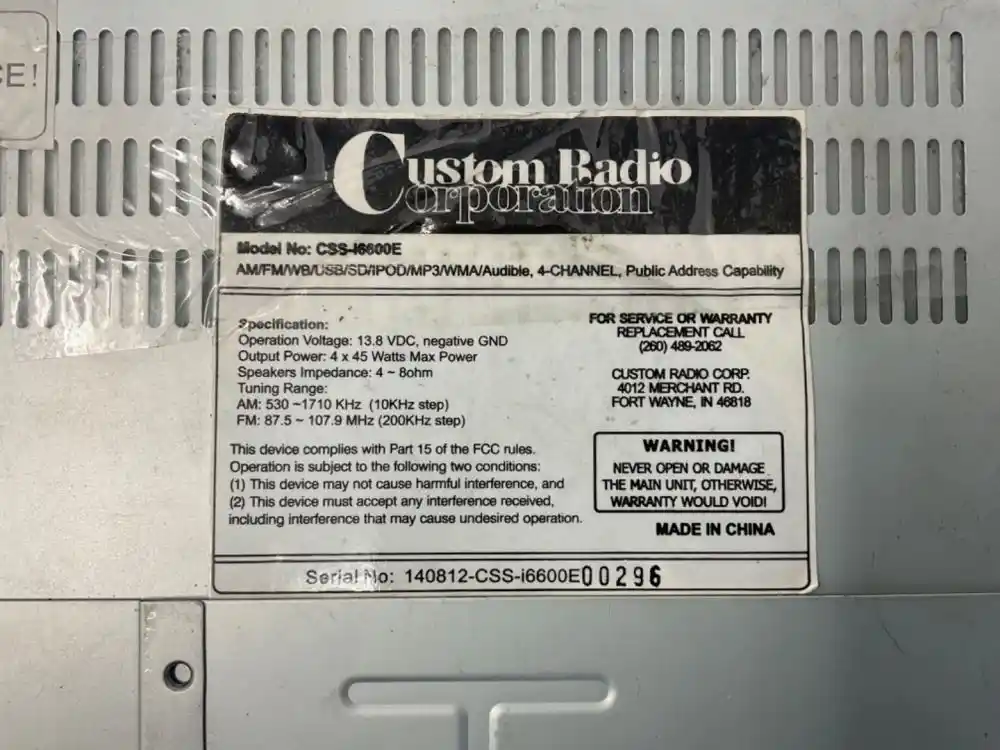 CE!
Custom Radio
Corporation
Model No: CSS-i6600E
AM/FM/WB/USB/SD/IPOD/MP3/WMA/Audible, 4-CHANNEL, Public Address Capability
Specification:
Operation Voltage: 13.8 VDC, negative GND
Output Power: 4 x 45 Watts Max Power
Speakers Impedance: 4 ~ 8ohm
Tuning Range:
AM: 530 ~1710 KHz (10KHz step)
FM: 87.5 ~ 107.9 MHz (200KHz step)
This device complies with Part 15 of the FCC rules.
Operation is subject to the following two conditions:
(1) This device may not cause harmful interference, and
(2) This device must accept any interference received,
including interference that may cause undesired operation.
FOR SERVICE OR WARRANTY
REPLACEMENT CALL
(260) 489-2062
CUSTOM RADIO CORP.
4012 MERCHANT RD.
FORT WAYNE, IN 46818
WARNING!
NEVER OPEN OR DAMAGE
THE MAIN UNIT, OTHERWISE,
WARRANTY WOULD VOID!
MADE IN CHINA
Serial No: 140812-CSS-i6600E00296